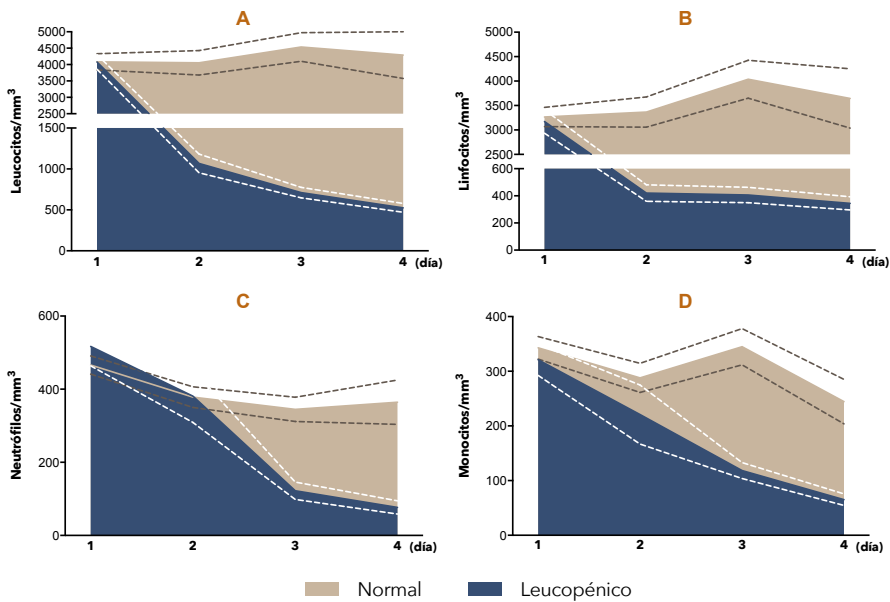 A
Leucocitos/mm³
5000
4500
4000
3500
3000
2500
1500
1000
500
0
1 2 3 4 (día)
B
Linfocitos/mm³
5000
4500
4000
3500
3000
2500
600
400
200
0
1 2 3 4 (día)
C
Neutrófilos/mm³
600
400
200
0
1 2 3 4 (día)
D
Monocitos/mm³
400
300
200
100
0
1 2 3 4 (día)
Normal Leucopénico